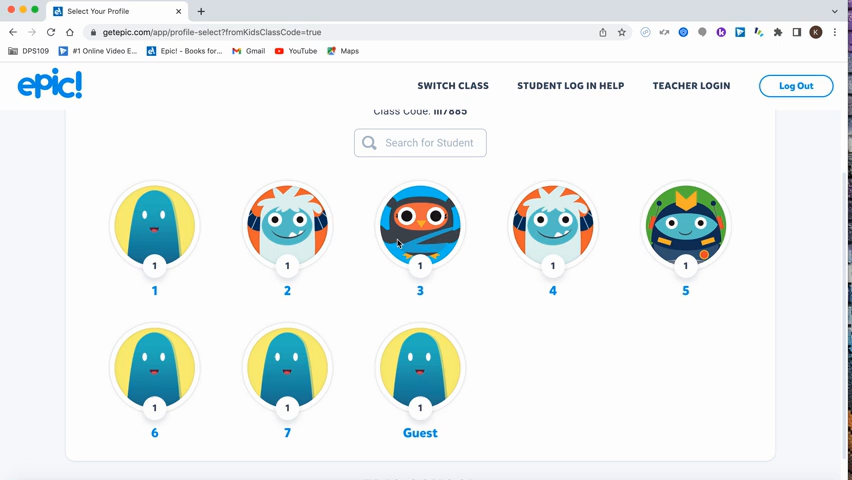 Select Your Profile
getepic.com/app/profile-select?fromKidsClassCode=true
K
DPS109
#1 Online Video E...
Epic! - Books for...
Gmail
YouTube
Maps
epic!
SWITCH CLASS
STUDENT LOG IN HELP
TEACHER LOGIN
Log Out
Class Code:
Search for Student
1 1 1 1 1
1 2 3 4 5
1 1 1
6 7 Guest